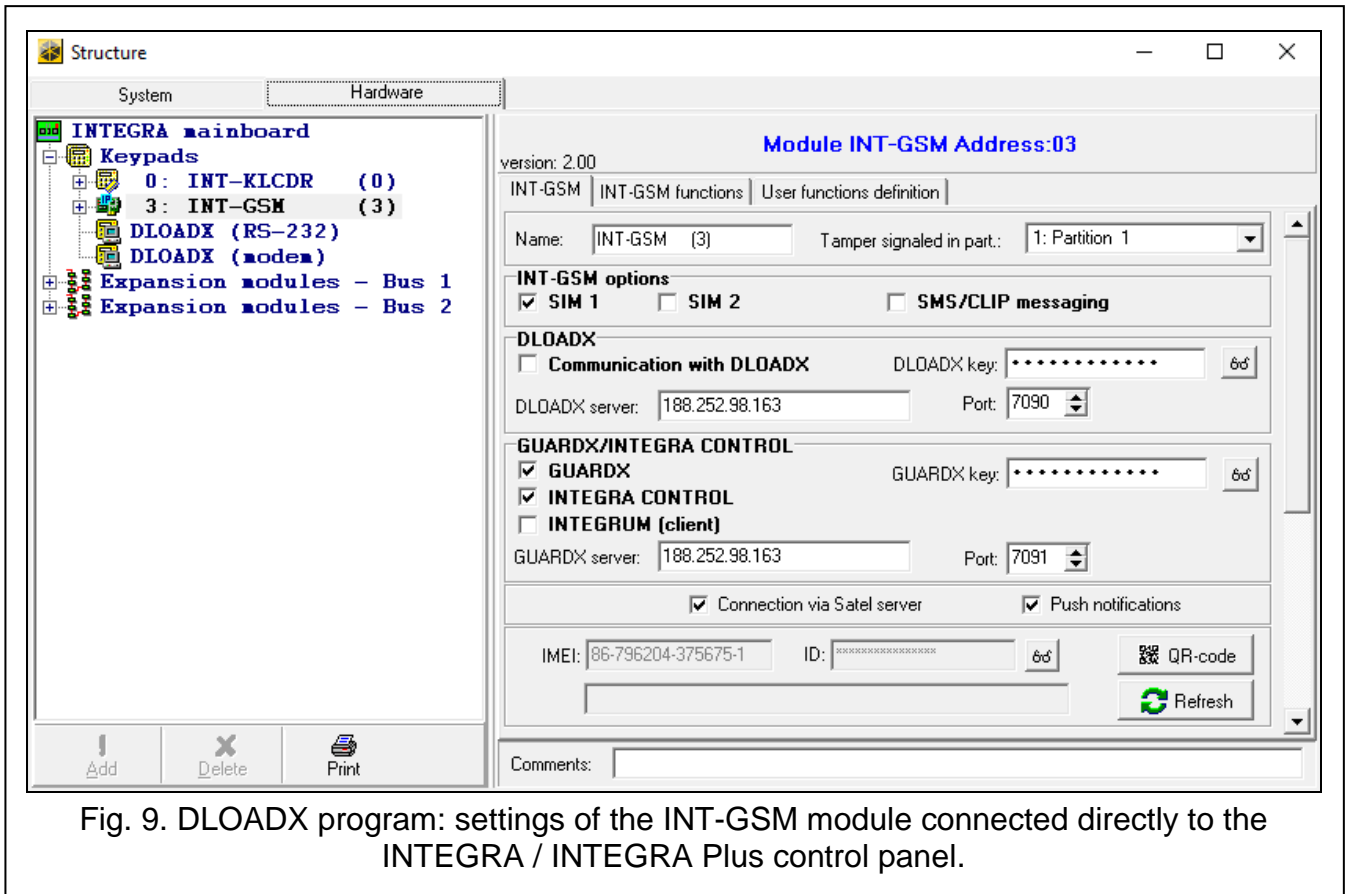 Structure
System Hardware
INTEGRA mainboard
Keypads
0: INT-KLCDR (0)
3: INT-GSM (3)
DLOADX (RS-232)
DLOADX (modem)
Expansion modules - Bus 1
Expansion modules - Bus 2
Add Delete Print
Module INT-GSM Address:03
version: 2.00
INT-GSM INT-GSM functions User functions definition
Name: INT-GSM (3) Tamper signaled in part.: 1: Partition 1
INT-GSM options
SIM 1 SIM 2 SMS/CLIP messaging
DLOADX
Communication with DLOADX DLOADX key: ••••••••••••
DLOADX server: 188.252.98.163 Port: 7090
GUARDX/INTEGRA CONTROL
GUARDX GUARDX key: ••••••••••••
INTEGRA CONTROL
INTEGRUM (client)
GUARDX server: 188.252.98.163 Port: 7091
Connection via Satel server Push notifications
IMEI: 86-796204-375675-1 ID: **************** QR-code
Refresh
Comments:
Fig. 9. DLOADX program: settings of the INT-GSM module connected directly to the
INTEGRA / INTEGRA Plus control panel.